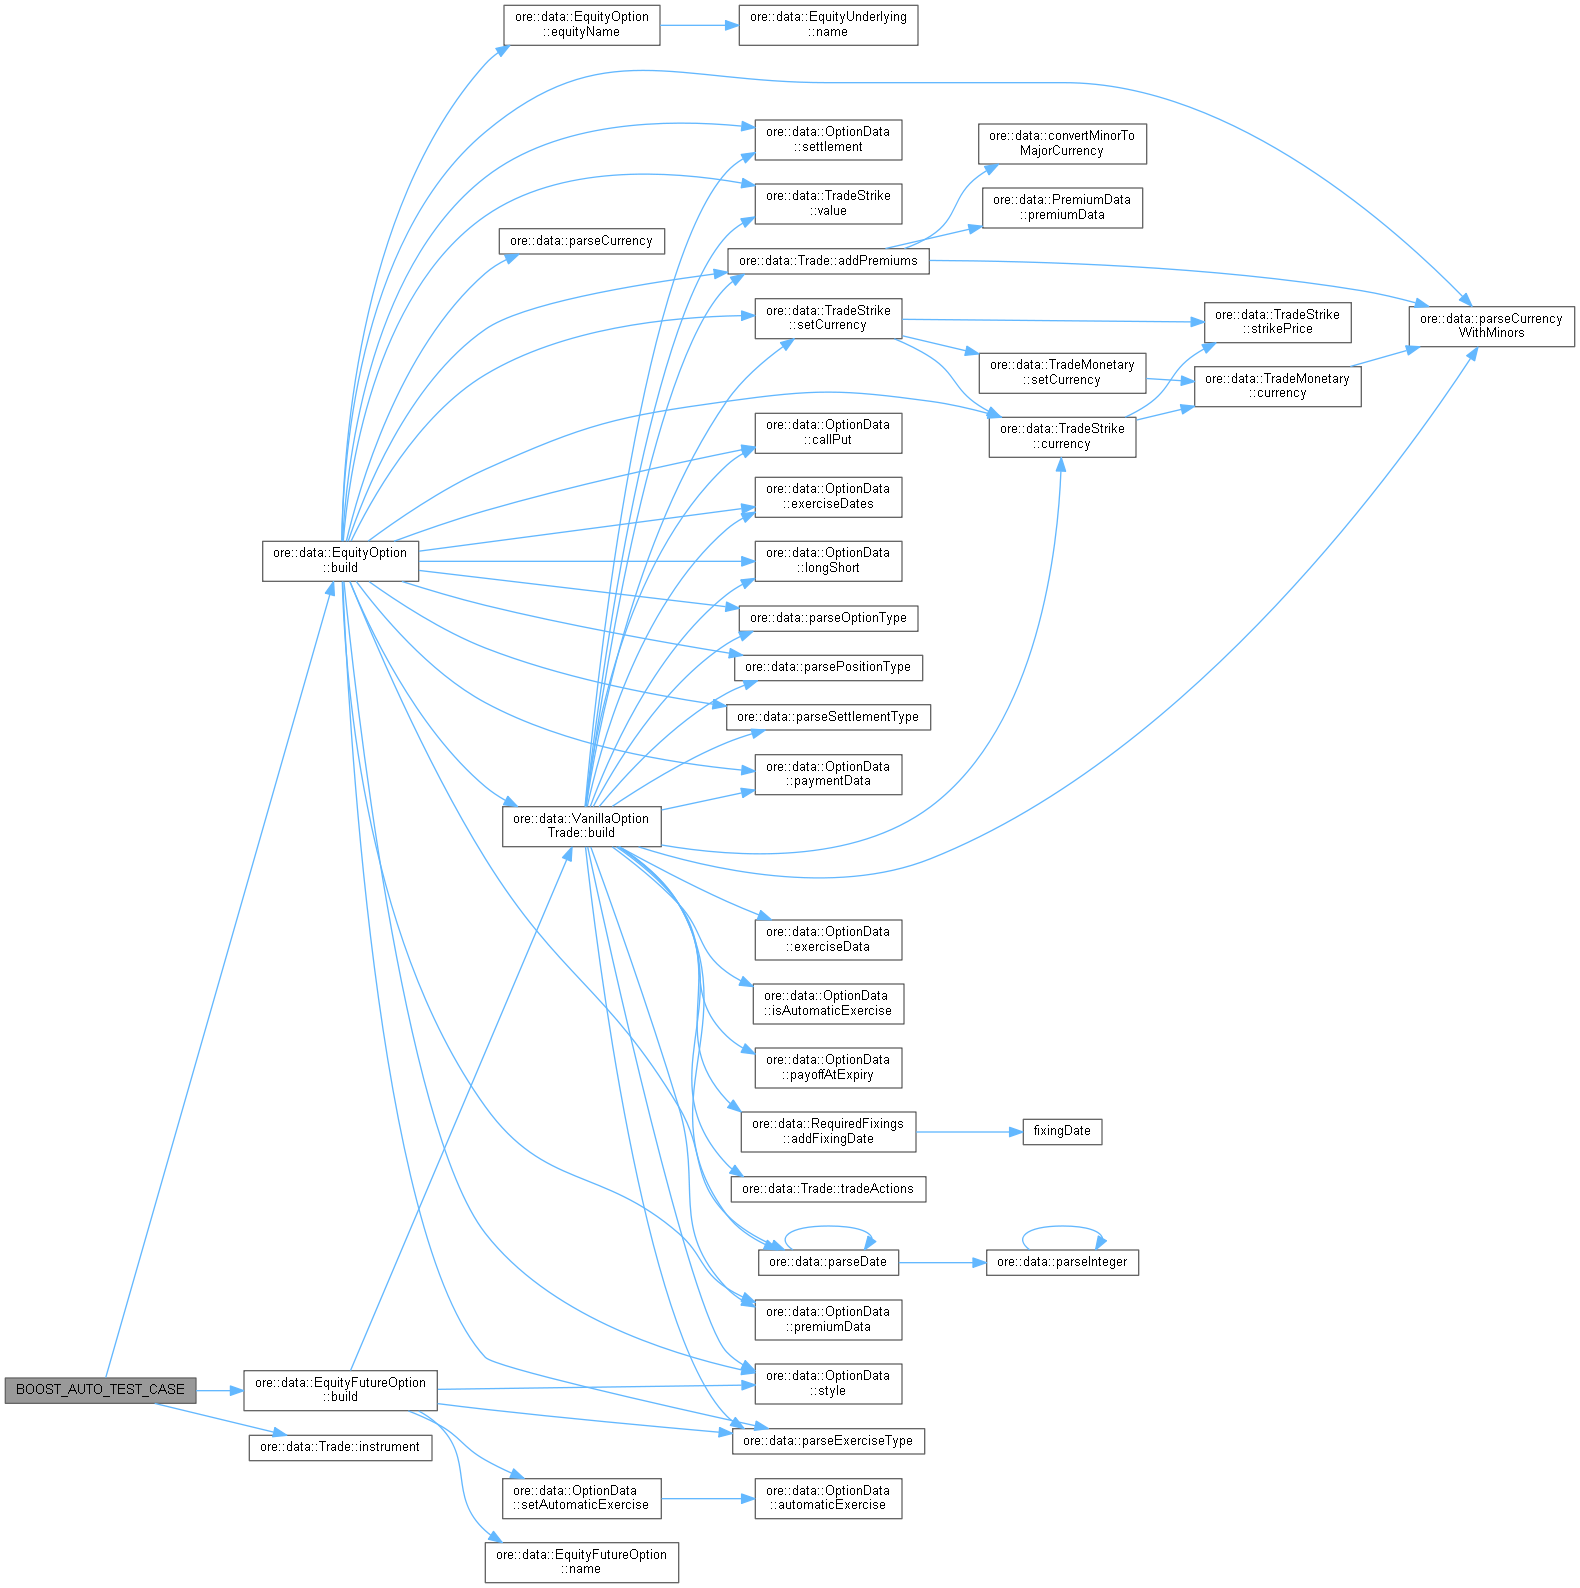 ore::data::EquityOption
::equityName
ore::data::EquityUnderlying
::name
ore::data::OptionData
::settlement
ore::data::convertMinorTo
MajorCurrency
ore::data::TradeStrike
::value
ore::data::PremiumData
::premiumData
ore::data::parseCurrency
ore::data::Trade::addPremiums
ore::data::TradeStrike
::setCurrency
ore::data::TradeStrike
::strikePrice
ore::data::parseCurrency
WithMinors
ore::data::TradeMonetary
::setCurrency
ore::data::TradeMonetary
::currency
ore::data::OptionData
::callPut
ore::data::TradeStrike
::currency
ore::data::OptionData
::exerciseDates
ore::data::EquityOption
::build
ore::data::OptionData
::longShort
ore::data::parseOptionType
ore::data::parsePositionType
ore::data::parseSettlementType
ore::data::OptionData
::paymentData
ore::data::VanillaOption
Trade::build
ore::data::OptionData
::exerciseData
ore::data::OptionData
::isAutomaticExercise
ore::data::OptionData
::payoffAtExpiry
ore::data::RequiredFixings
::addFixingDate
fixingDate
ore::data::Trade::tradeActions
ore::data::parseDate
ore::data::parseInteger
ore::data::OptionData
::premiumData
BOOST_AUTO_TEST_CASE
ore::data::EquityFutureOption
::build
ore::data::OptionData
::style
ore::data::Trade::instrument
ore::data::parseExerciseType
ore::data::OptionData
::setAutomaticExercise
ore::data::OptionData
::automaticExercise
ore::data::EquityFutureOption
::name